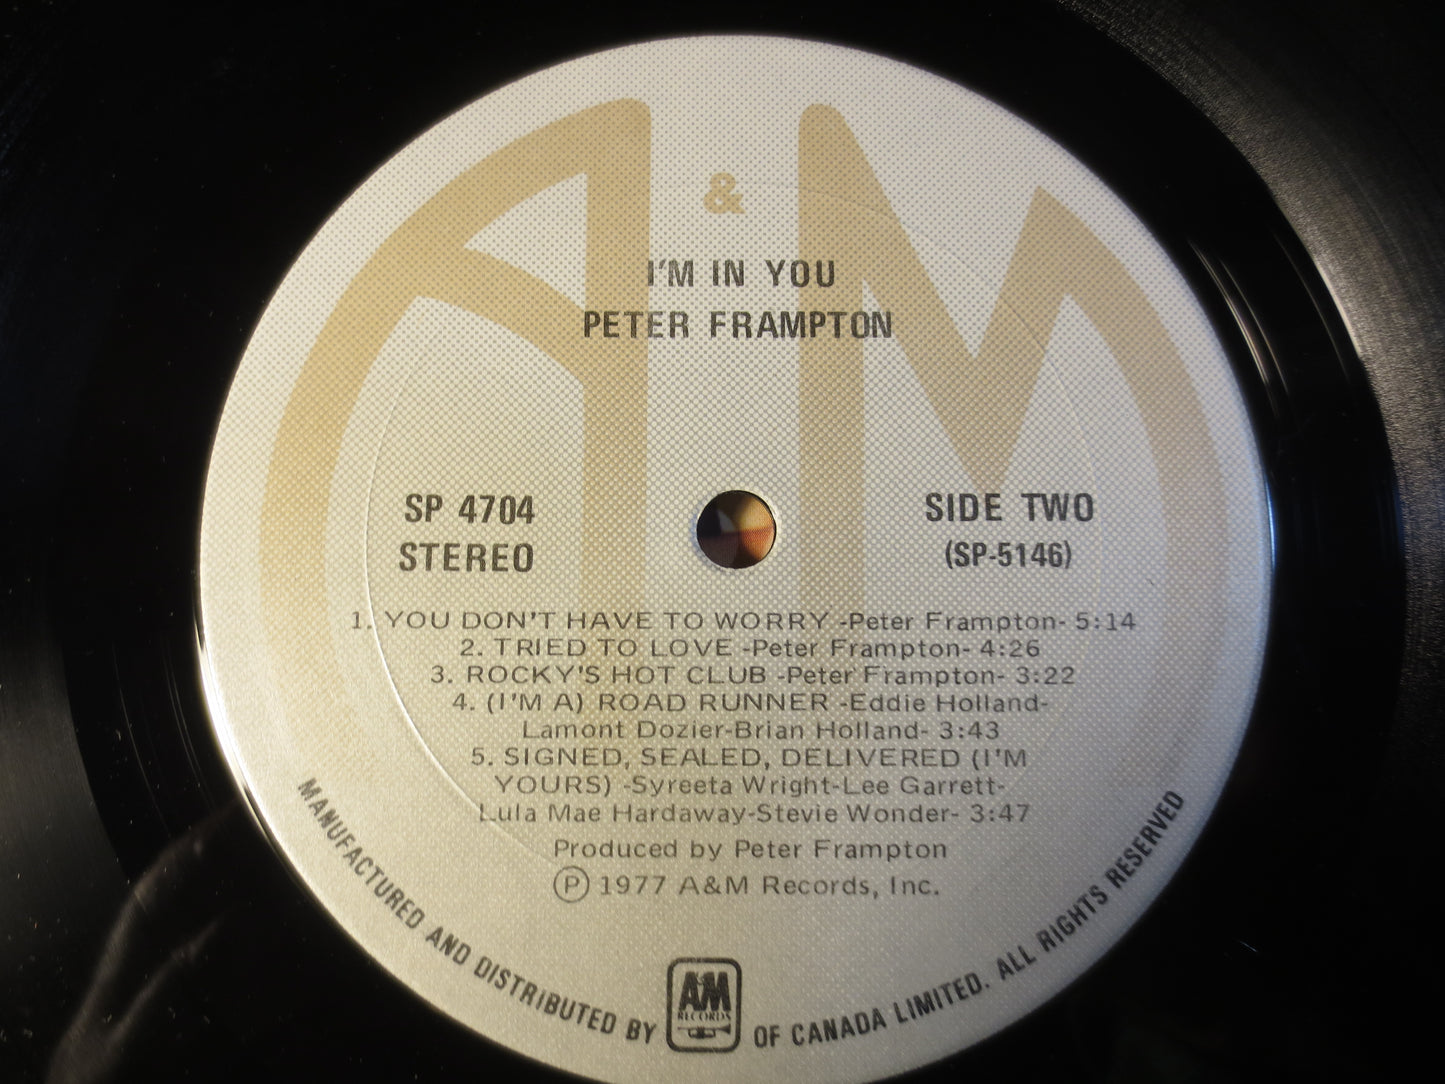 A & M
I'M IN YOU
PETER FRAMPTON
SP 4704
STEREO
SIDE TWO
(SP-5146)
1. YOU DON'T HAVE TO WORRY -Peter Frampton- 5:14
2. TRIED TO LOVE -Peter Frampton- 4:26
3. ROCKY'S HOT CLUB -Peter Frampton- 3:22
4. (I'M A) ROAD RUNNER -Eddie Holland-
Lamont Dozier-Brian Holland- 3:43
5. SIGNED, SEALED, DELIVERED (I'M
YOURS) -Syreeta Wright-Lee Garrett-
Lula Mae Hardaway-Stevie Wonder- 3:47
Produced by Peter Frampton
Ⓟ 1977 A&M Records, Inc.
MANUFACTURED AND DISTRIBUTED BY A&M RECORDS OF CANADA LIMITED. ALL RIGHTS RESERVED